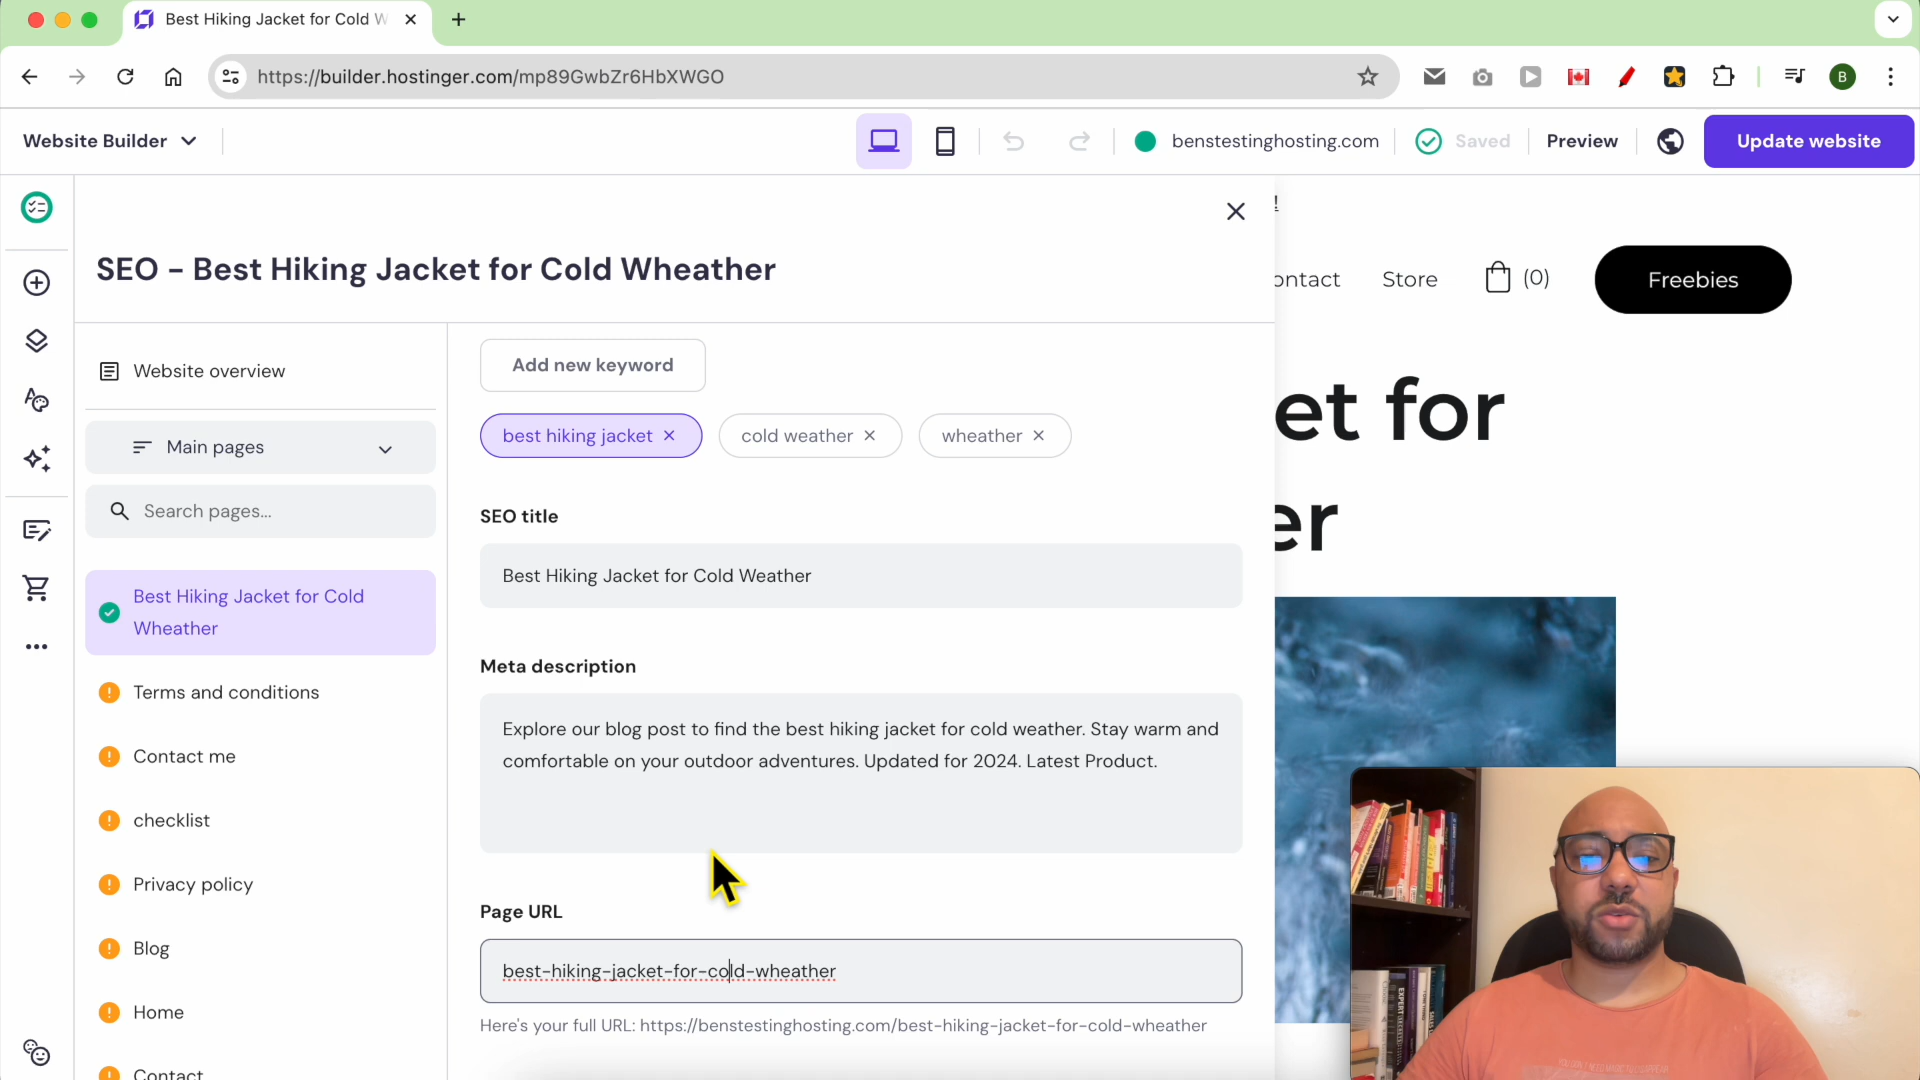 Best Hiking Jacket for Cold W
https://builder.hostinger.com/mp89GwbZr6HbXWGO
B
Website Builder
benstestinghosting.com
Saved
Preview
Update website
SEO - Best Hiking Jacket for Cold Wheather
ontact
Store
(0)
Freebies
Website overview
Main pages
Search pages...
Best Hiking Jacket for Cold
Wheather
Terms and conditions
Contact me
checklist
Privacy policy
Blog
Home
Contact
Add new keyword
best hiking jacket
cold weather
wheather
SEO title
Best Hiking Jacket for Cold Weather
Meta description
Explore our blog post to find the best hiking jacket for cold weather. Stay warm and
comfortable on your outdoor adventures. Updated for 2024. Latest Product.
Page URL
best-hiking-jacket-for-cold-wheather
Here's your full URL: https://benstestinghosting.com/best-hiking-jacket-for-cold-wheather
!
et for
er